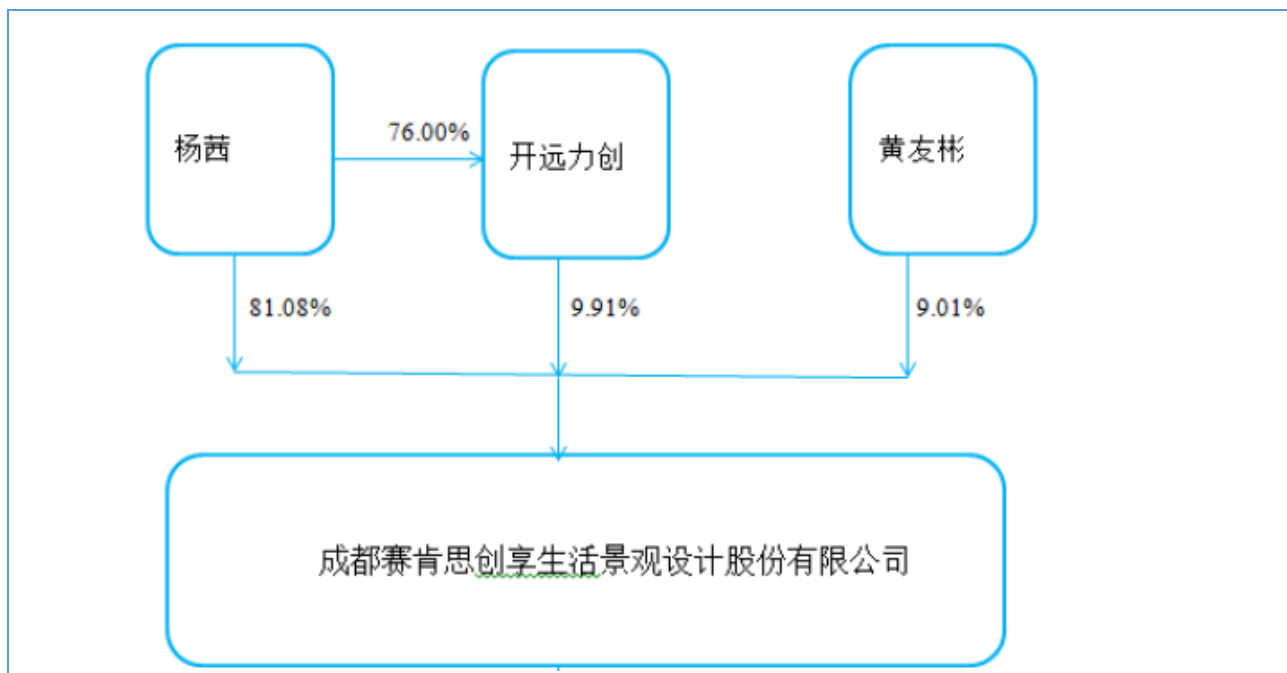 杨茜
76.00%
开远力创
黄友彬
81.08%
9.91%
9.01%
成都赛肯思创享生活景观设计股份有限公司